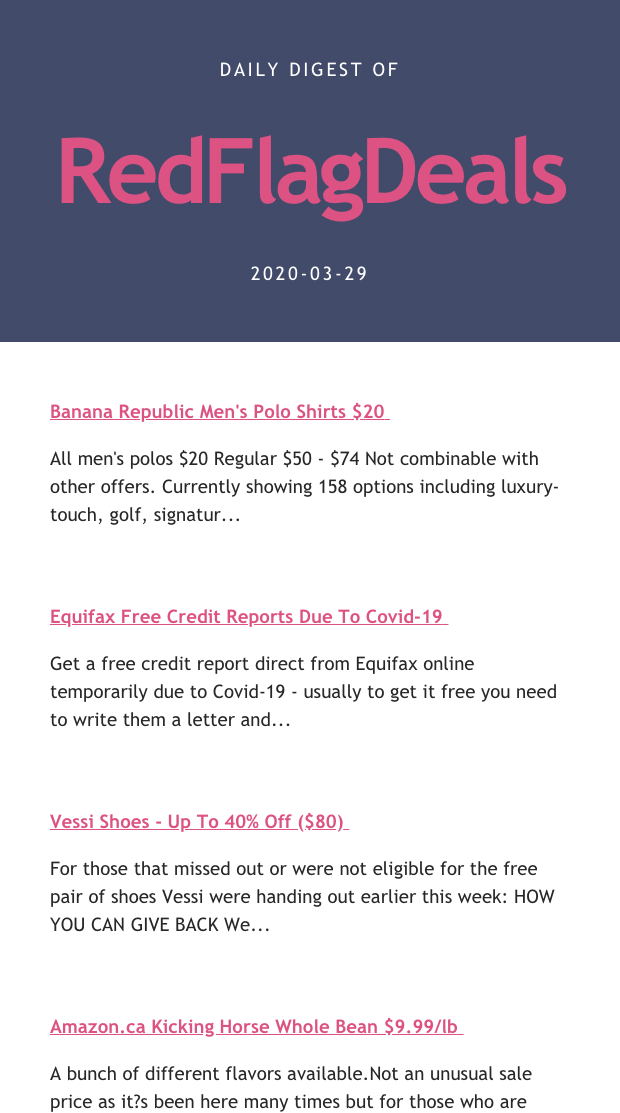 DAILY DIGEST OF
RedFlagDeals
2020-03-29
Banana Republic Men's Polo Shirts $20
All men's polos $20 Regular $50 - $74 Not combinable with
other offers. Currently showing 158 options including luxury-
touch, golf, signatur...
Equifax Free Credit Reports Due To Covid-19
Get a free credit report direct from Equifax online
temporarily due to Covid-19 - usually to get it free you need
to write them a letter and...
Vessi Shoes - Up To 40% Off ($80)
For those that missed out or were not eligible for the free
pair of shoes Vessi were handing out earlier this week: HOW
YOU CAN GIVE BACK We...
Amazon.ca Kicking Horse Whole Bean $9.99/lb
A bunch of different flavors available.Not an unusual sale
price as it?s been here many times but for those who are